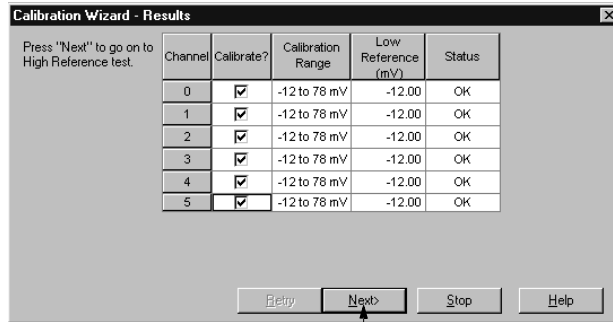 Calibration Wizard - Results
Press "Next" to go on to
High Reference test.
Channel Calibrate? Calibration Range Low Reference (mV) Status
0 -12 to 78 mV -12.00 OK
1 -12 to 78 mV -12.00 OK
2 -12 to 78 mV -12.00 OK
3 -12 to 78 mV -12.00 OK
4 -12 to 78 mV -12.00 OK
5 -12 to 78 mV -12.00 OK
Retry Next> Stop Help